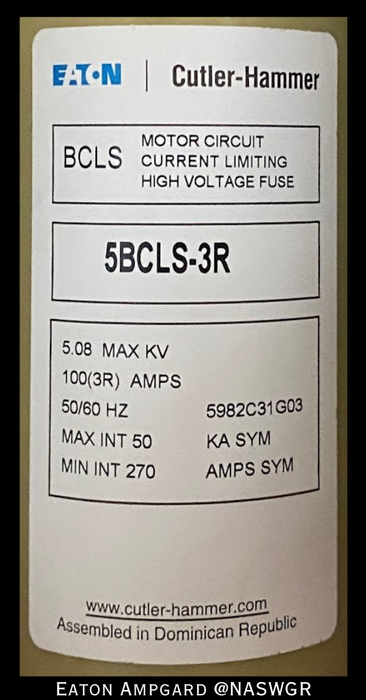 EATON | Cutler-Hammer
BCLS
MOTOR CIRCUIT
CURRENT LIMITING
HIGH VOLTAGE FUSE
5BCLS-3R
5.08 MAX KV
100(3R) AMPS
50/60 HZ 5982C31G03
MAX INT 50 KA SYM
MIN INT 270 AMPS SYM
www.cutler-hammer.com
Assembled in Dominican Republic
EATON AMPGARD @NASWGR